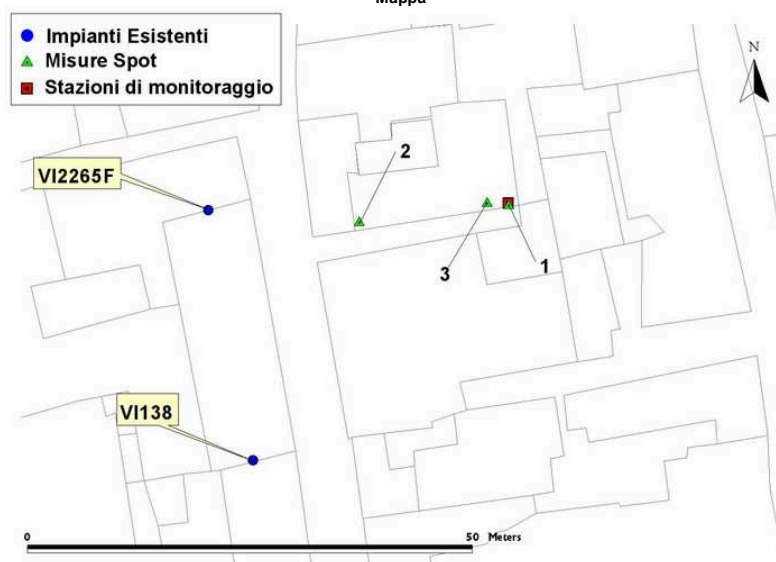 Mappa
Impianti Esistenti
Misure Spot
Stazioni di monitoraggio
N
2
VI2265F
3
1
VI138
0 50 Meters